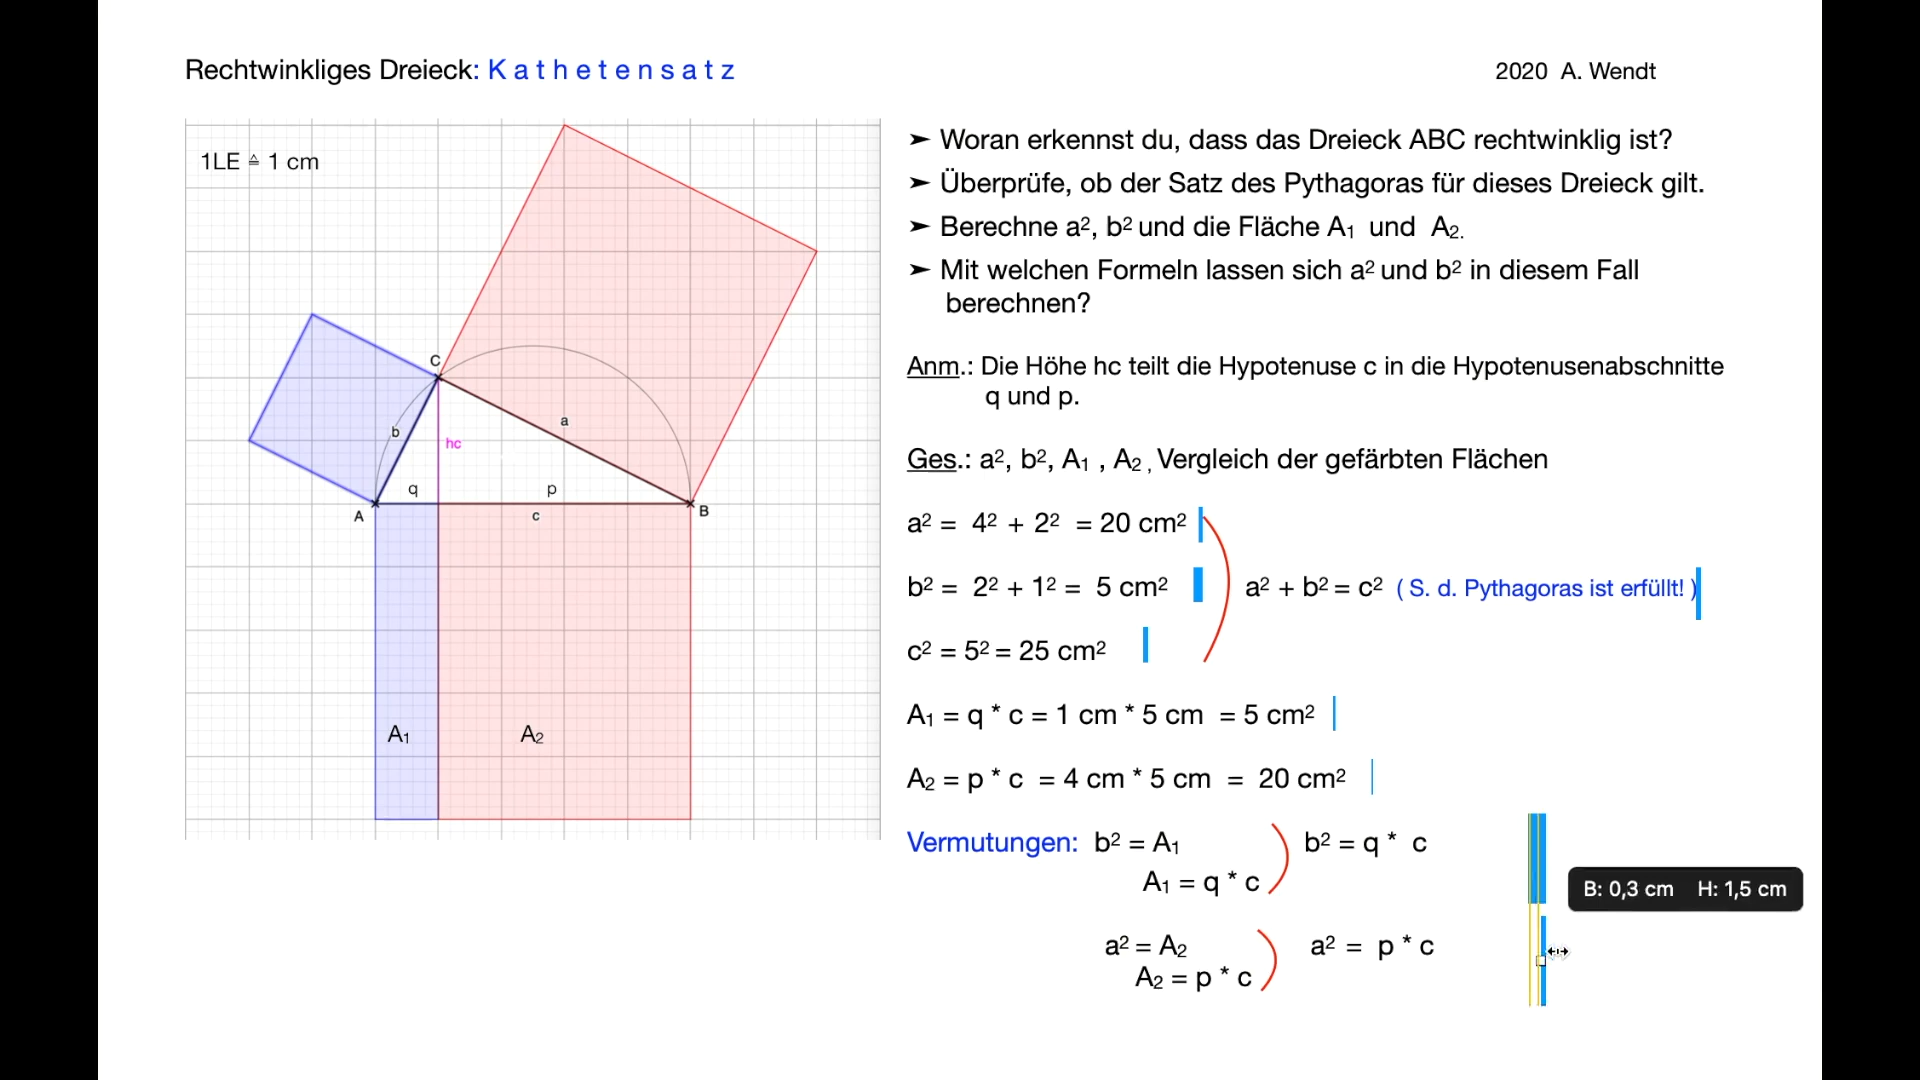 Rechtwinkliges Dreieck: K a t h e t e n s a t z
2020 A. Wendt
1LE ≙ 1 cm
C
b
hc
a
q
p
A
c
B
A₁
A₂
➢ Woran erkennst du, dass das Dreieck ABC rechtwinklig ist?
➢ Überprüfe, ob der Satz des Pythagoras für dieses Dreieck gilt.
➢ Berechne a², b² und die Fläche A₁ und A₂.
➢ Mit welchen Formeln lassen sich a² und b² in diesem Fall
berechnen?
Anm.: Die Höhe hc teilt die Hypotenuse c in die Hypotenusenabschnitte
q und p.
Ges.: a², b², A₁ , A₂ , Vergleich der gefärbten Flächen
a² = 4² + 2² = 20 cm²
b² = 2² + 1² = 5 cm² a² + b² = c² ( S. d. Pythagoras ist erfüllt! )
c² = 5² = 25 cm²
A₁ = q * c = 1 cm * 5 cm = 5 cm²
A₂ = p * c = 4 cm * 5 cm = 20 cm²
Vermutungen: b² = A₁ b² = q * c
A₁ = q * c
B: 0,3 cm H: 1,5 cm
a² = A₂ a² = p * c
A₂ = p * c